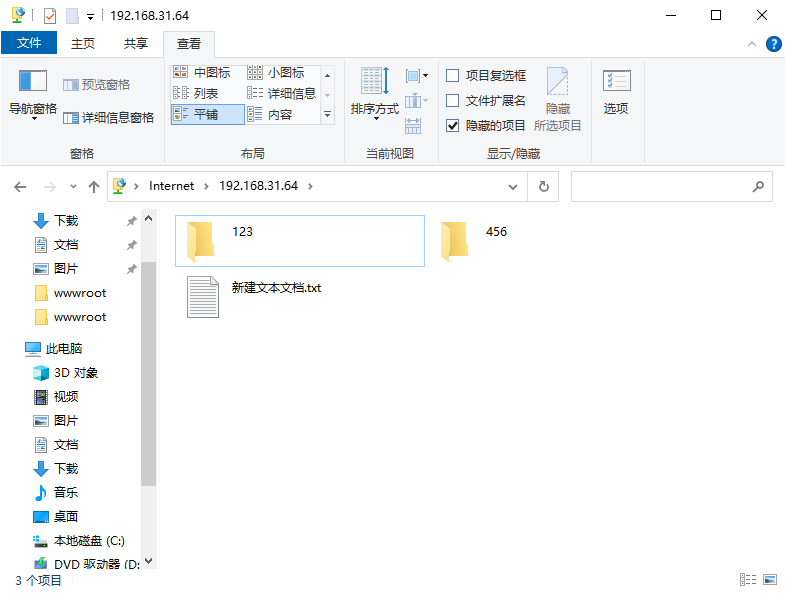 192.168.31.64
文件 主页 共享 查看
导航窗格
预览窗格
详细信息窗格
窗格
中图标 小图标
列表 详细信息
平铺 内容
布局
排序方式
当前视图
项目复选框
文件扩展名
隐藏的项目
隐藏
所选项目
显示/隐藏
选项
Internet 192.168.31.64
下载
文档
图片
wwwroot
wwwroot
此电脑
3D 对象
视频
图片
文档
下载
音乐
桌面
本地磁盘 (C:)
DVD 驱动器 (D:
123
456
新建文本文档.txt
3 个项目